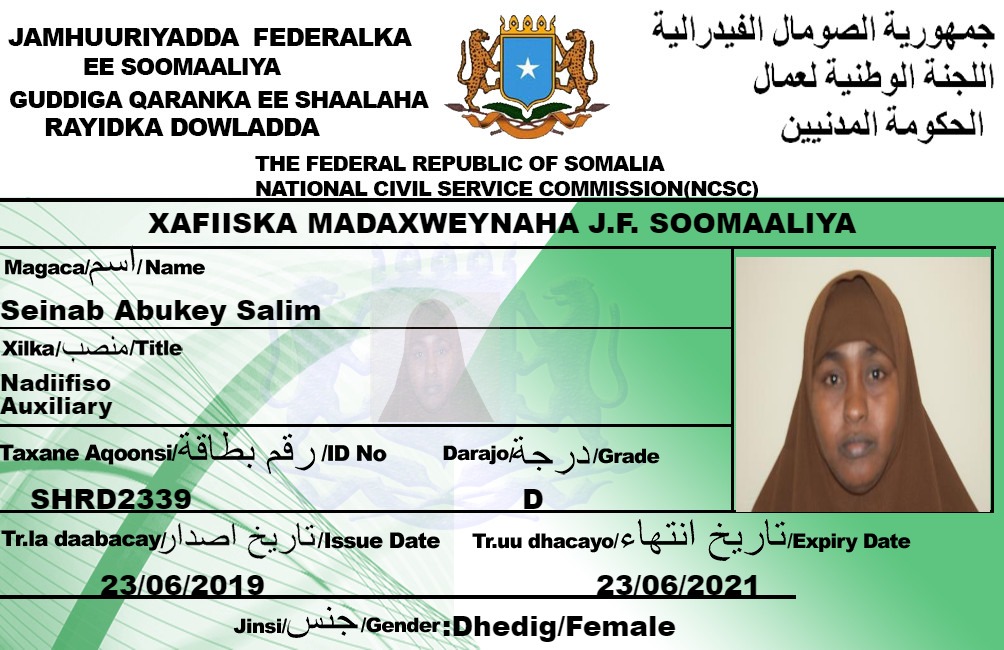 JAMHUURIYADDA FEDERALKA
EE SOOMAALIYA
GUDDIGA QARANKA EE SHAALAHA
RAYIDKA DOWLADDA
جمهورية الصومال الفيدرالية
اللجنة الوطنية لعمال
الحكومة المدنيين
THE FEDERAL REPUBLIC OF SOMALIA
NATIONAL CIVIL SERVICE COMMISSION(NCSC)
XAFIISKA MADAXWEYNAHA J.F. SOOMAALIYA
Magaca/اسم/Name
Seinab Abukey Salim
Xilka/منصب/Title
Nadiifiso
Auxiliary
Taxane Aqoonsi/رقم بطاقة/ID No Darajo/درجة/Grade
SHRD2339 D
Tr.la daabacay/تاريخ اصدار/Issue Date Tr.uu dhacayo/تاريخ انتهاء/Expiry Date
23/06/2019 23/06/2021
Jinsi/جنس/Gender:Dhedig/Female